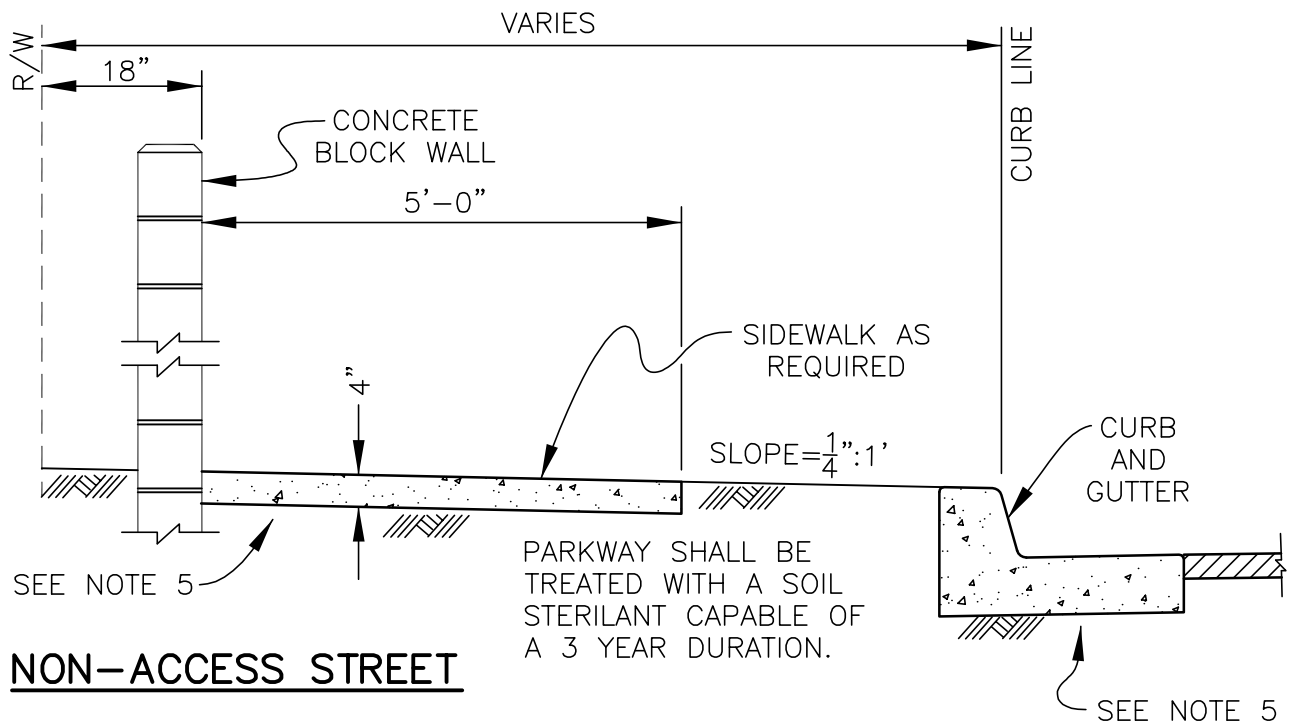 VARIES
R/W
18”
CURB LINE
CONCRETE
BLOCK WALL
5’-0”
SIDEWALK AS
REQUIRED
4”
SLOPE=1/4”:1’
CURB
AND
GUTTER
SEE NOTE 5
PARKWAY SHALL BE
TREATED WITH A SOIL
STERILANT CAPABLE OF
A 3 YEAR DURATION.
NON-ACCESS STREET
SEE NOTE 5